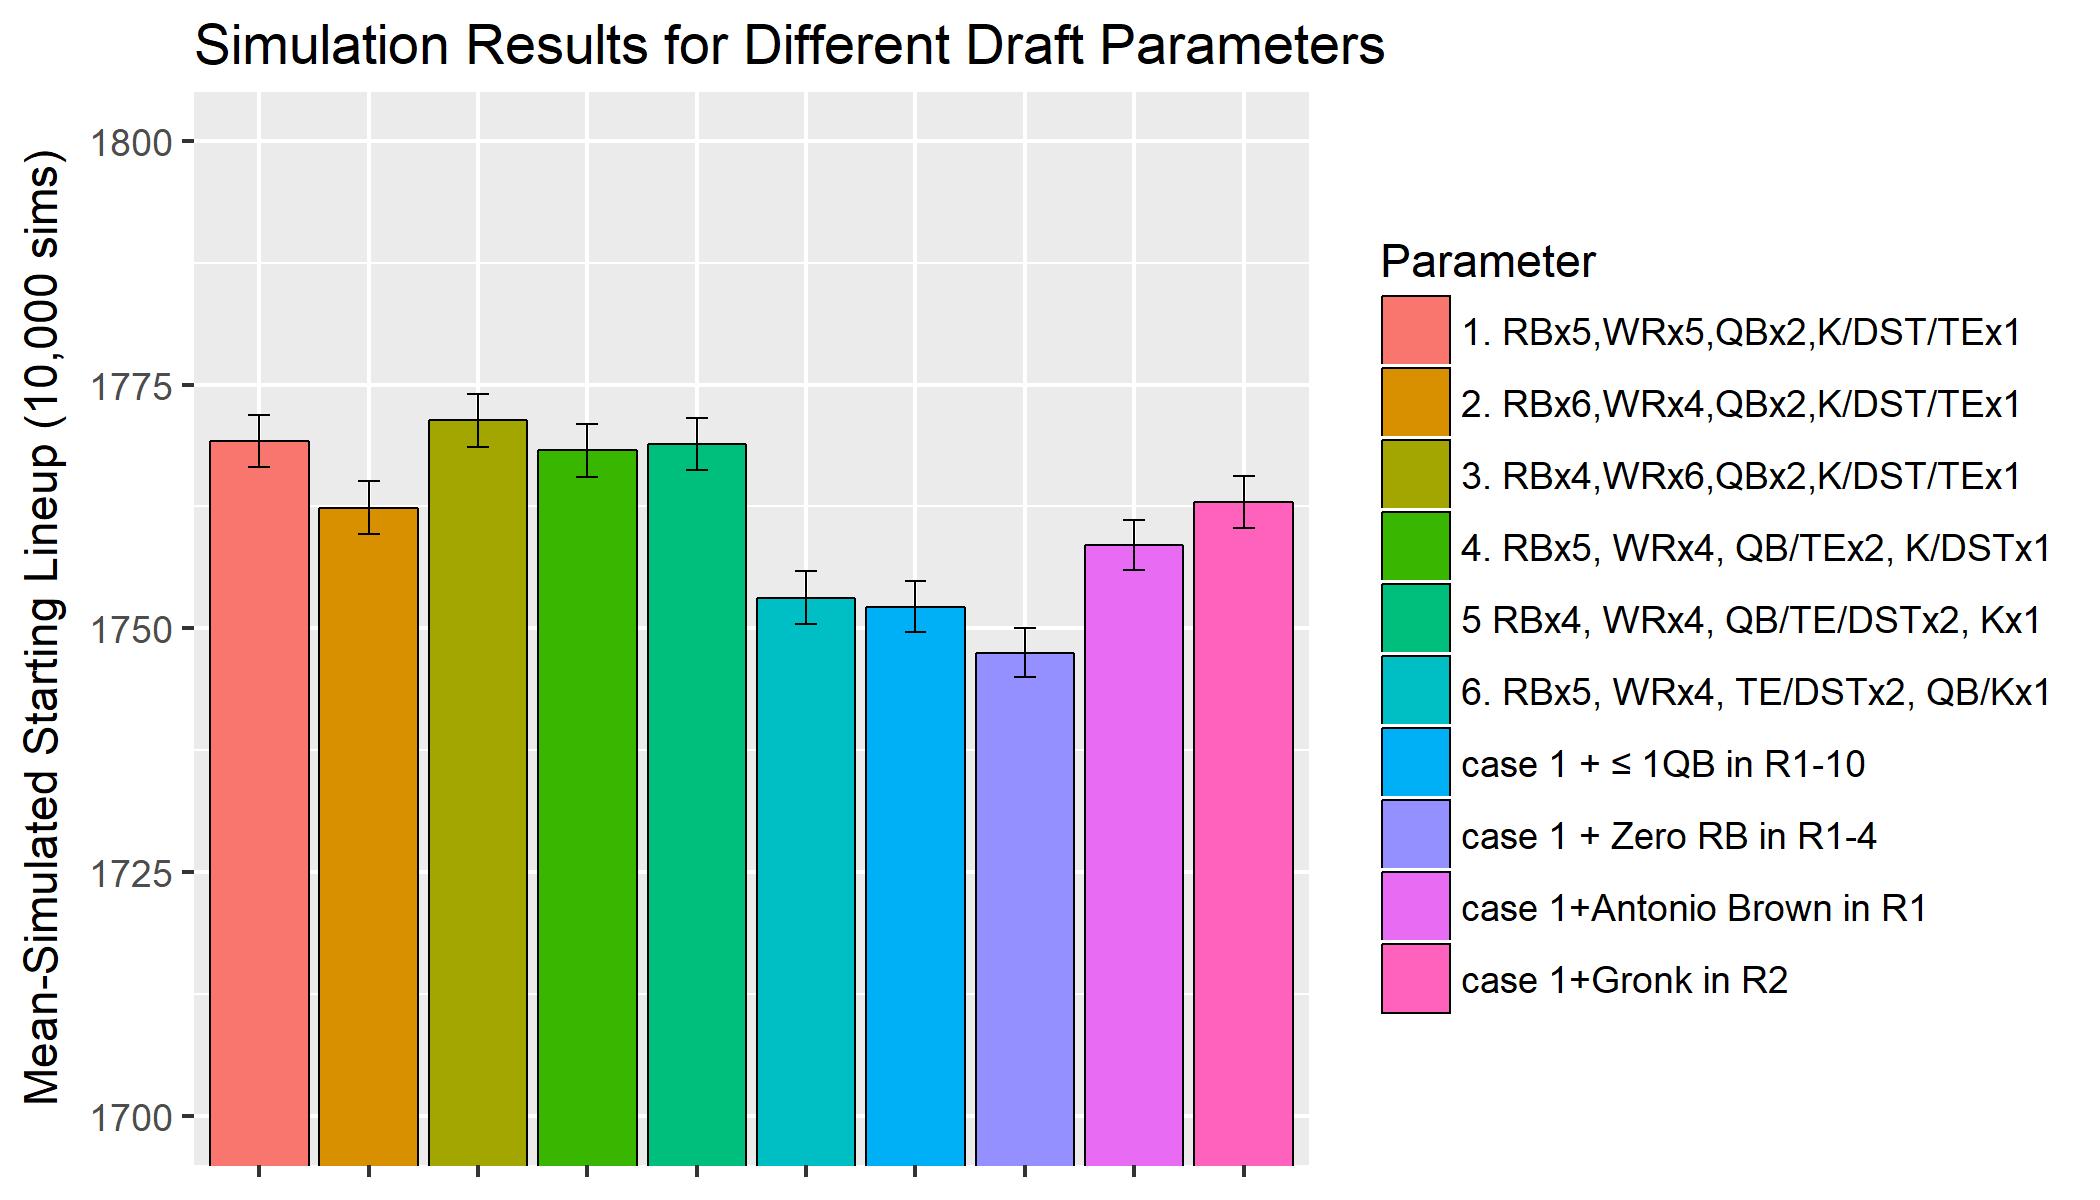 Simulation Results for Different Draft Parameters
Mean-Simulated Starting Lineup (10,000 sims)
1800
1775
1750
1725
1700
Parameter
1. RBx5,WRx5,QBx2,K/DST/TEx1
2. RBx6,WRx4,QBx2,K/DST/TEx1
3. RBx4,WRx6,QBx2,K/DST/TEx1
4. RBx5, WRx4, QB/TEx2, K/DSTx1
5 RBx4, WRx4, QB/TE/DSTx2, Kx1
6. RBx5, WRx4, TE/DSTx2, QB/Kx1
case 1 + ≤ 1QB in R1-10
case 1 + Zero RB in R1-4
case 1+Antonio Brown in R1
case 1+Gronk in R2